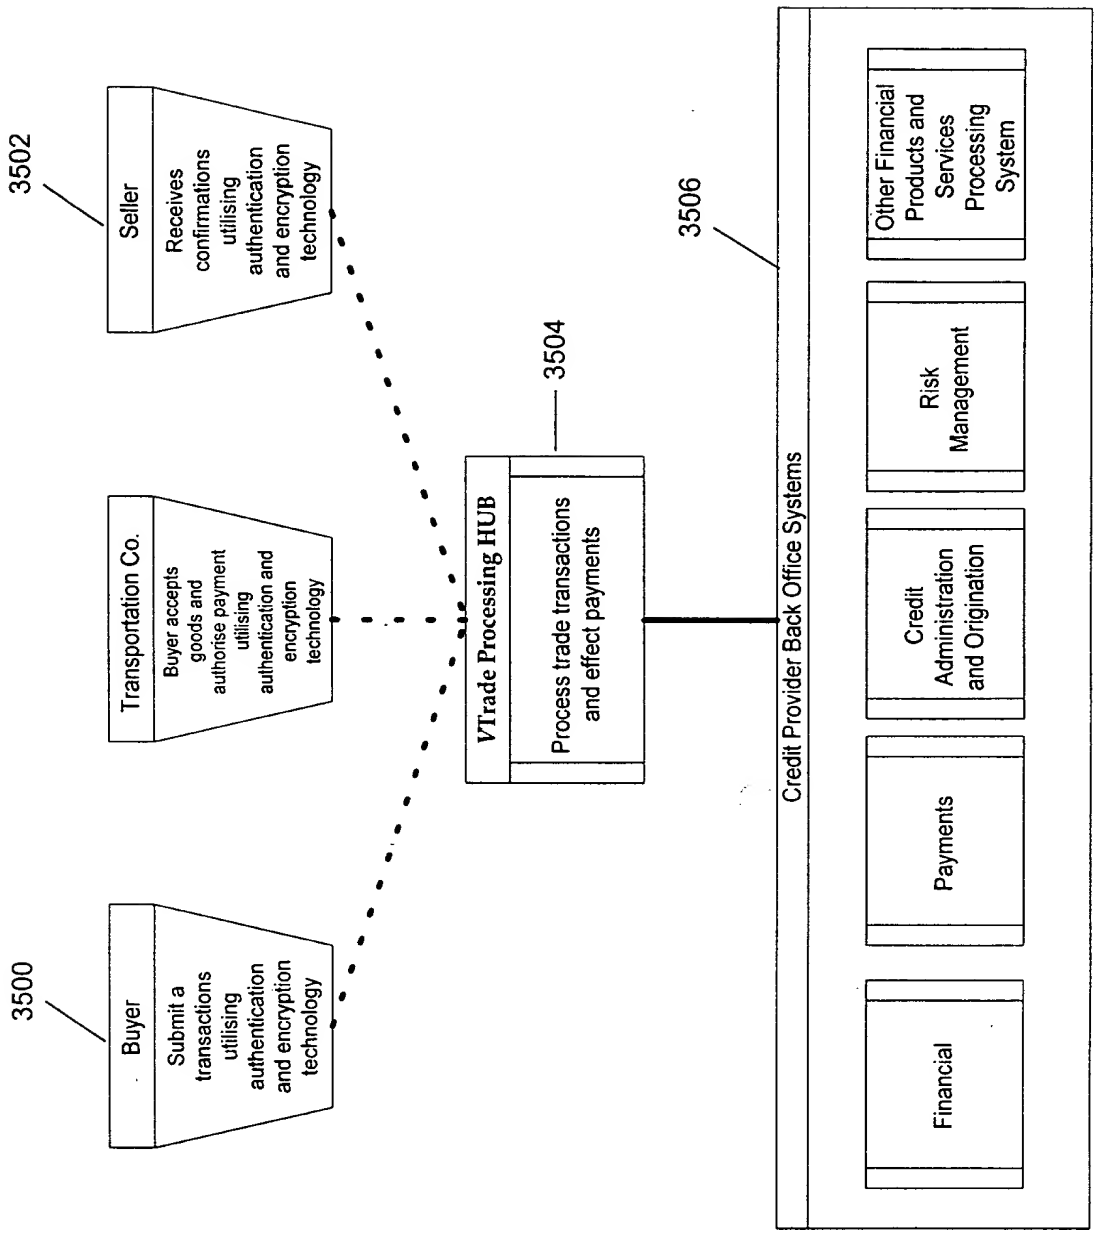 3500
Buyer
Submit a
transactions
utilising
authentication
and encryption
technology
Transportation Co.
Buyer accepts
goods and
authorise payment
utilising
authentication and
encryption
technology
3502
Seller
Receives
confirmations
utilising
authentication
and encryption
technology
VTrade Processing HUB
Process trade transactions
and effect payments
3504
3506
Credit Provider Back Office Systems
Financial
Payments
Credit
Administration
and Origination
Risk
Management
Other Financial
Products and
Services
Processing
System